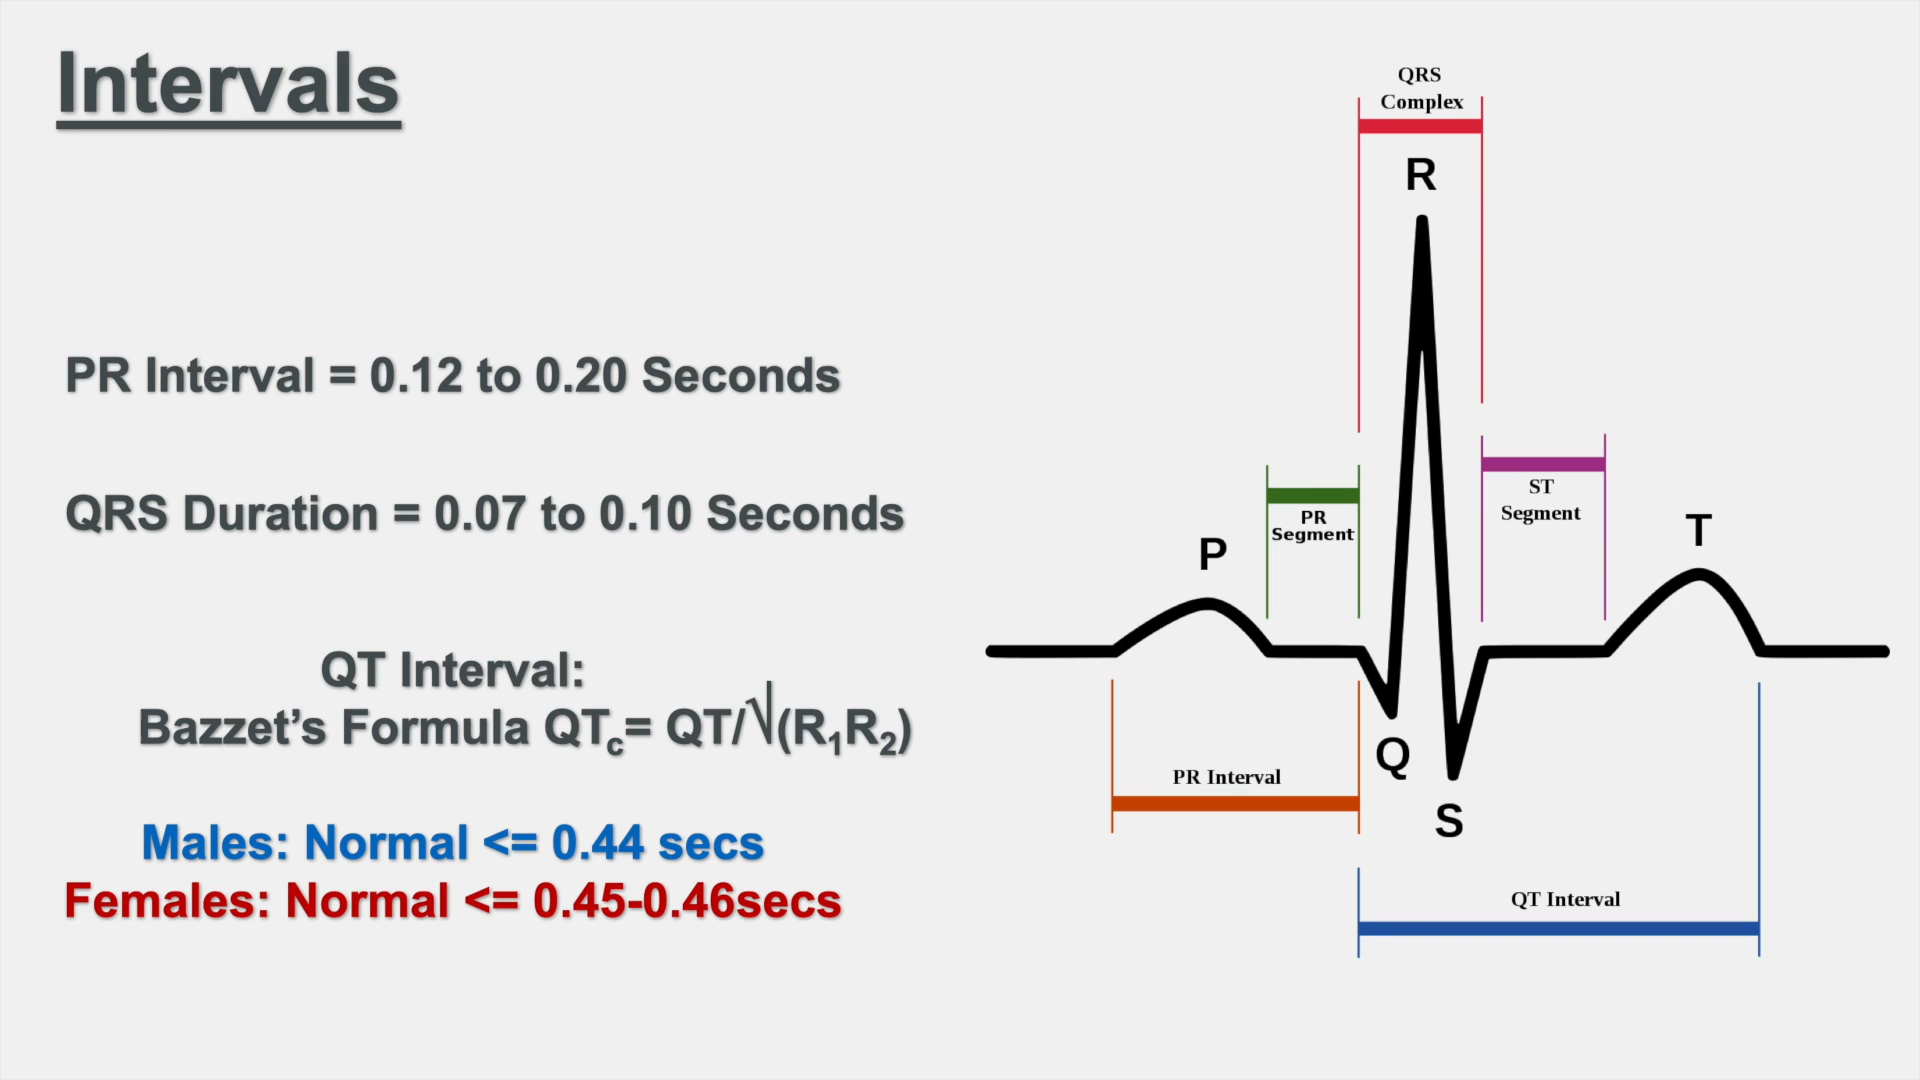 Intervals
PR Interval = 0.12 to 0.20 Seconds
QRS Duration = 0.07 to 0.10 Seconds
QT Interval:
Bazzet’s Formula QTc= QT/√(R1R2)
Males: Normal <= 0.44 secs
Females: Normal <= 0.45-0.46secs
QRS
Complex
R
PR
Segment
ST
Segment
P
T
Q
S
PR Interval
QT Interval